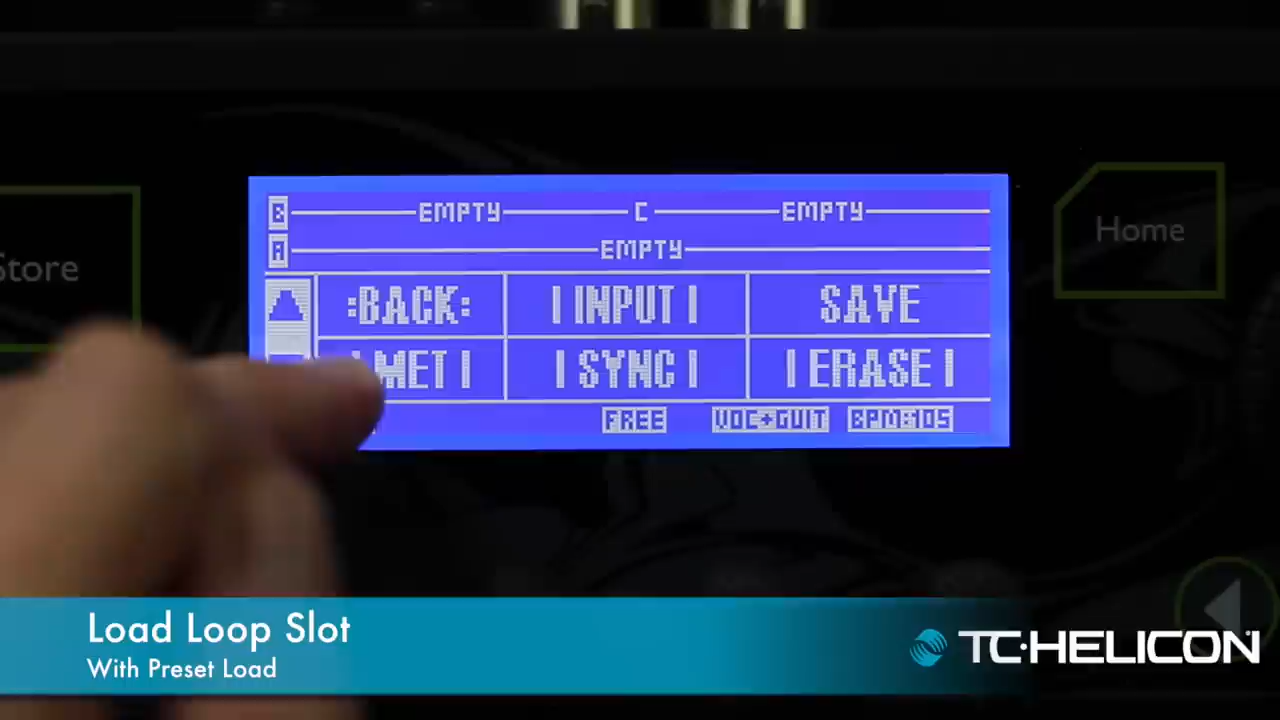 B EMPTY C EMPTY
A EMPTY
:BACK: INPUT SAVE
MET SYNC ERASE
FREE VOC+GUIT BPM:105
Store
Home
Load Loop Slot
With Preset Load
TC·HELICON